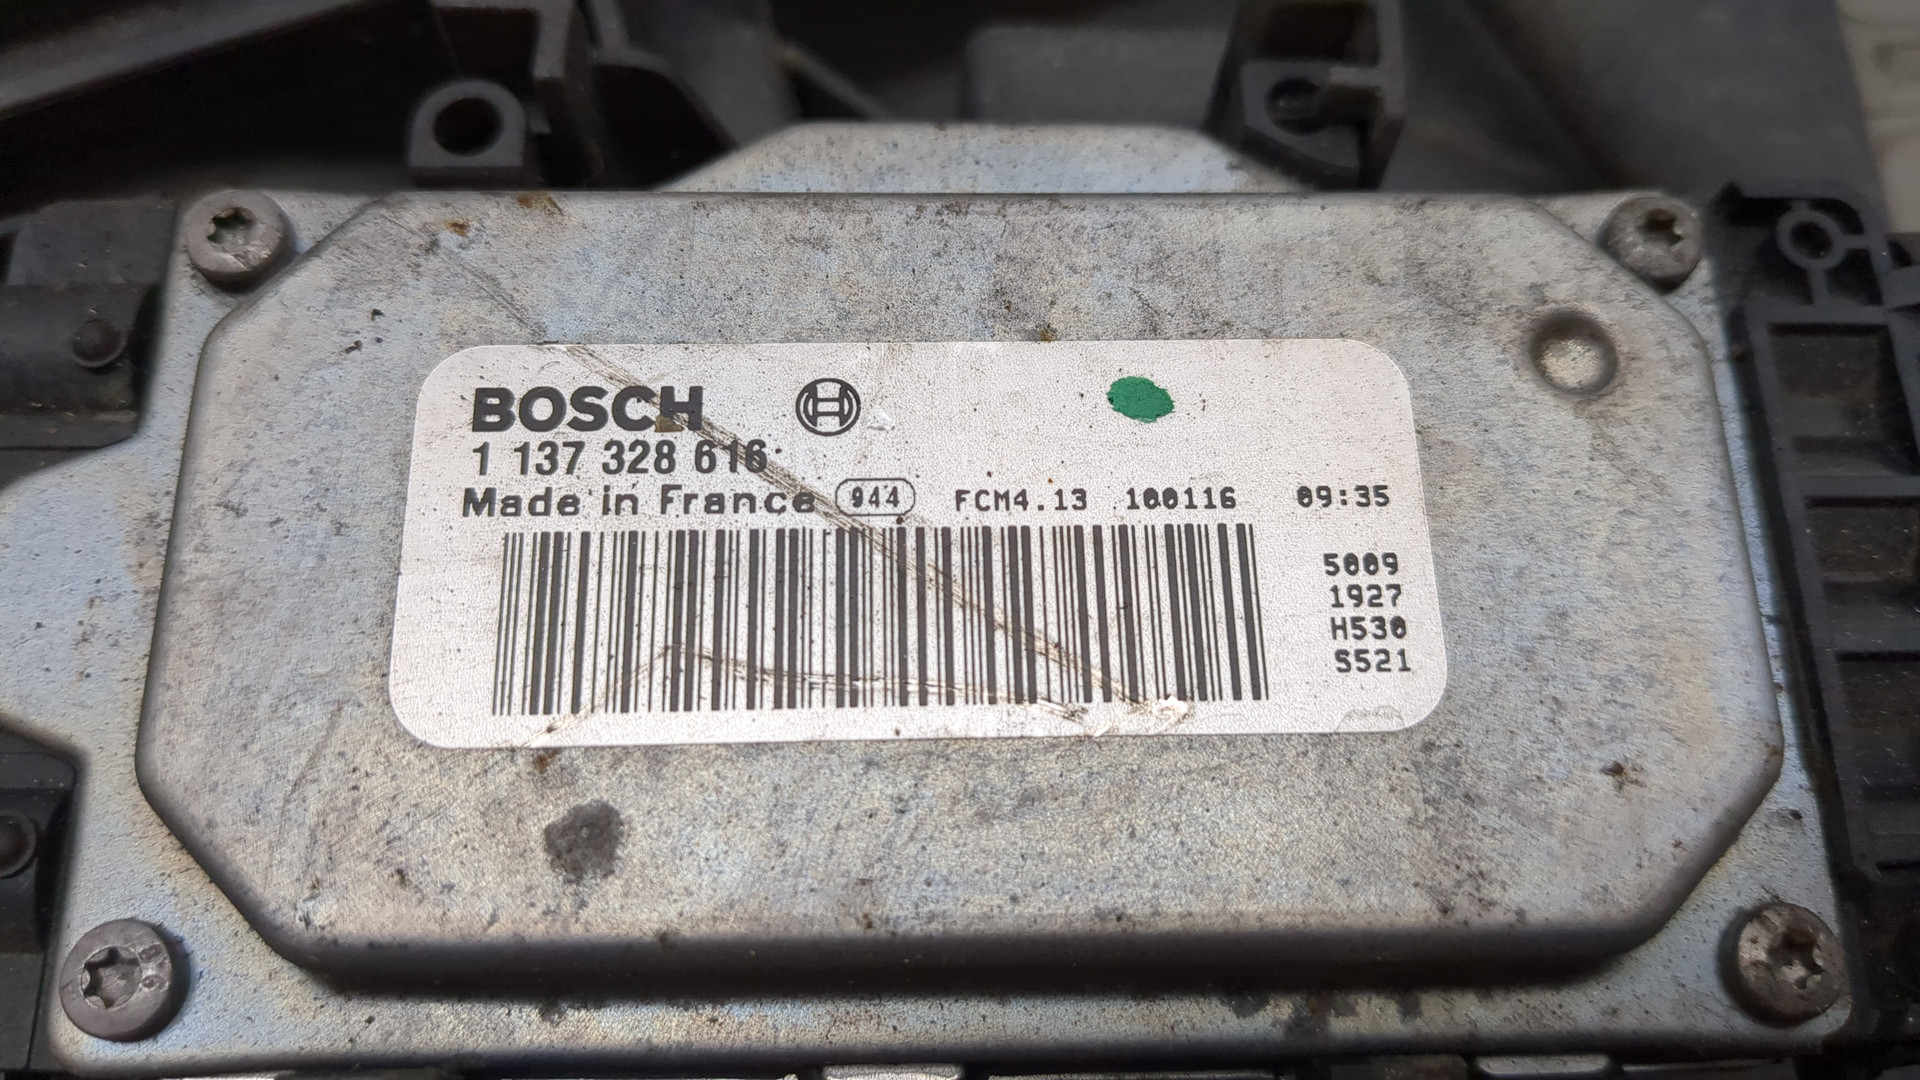 BOSCH
1 137 328 616
Made in France 944 FCM4.13 100116 09:35
5009
1927
H530
S521